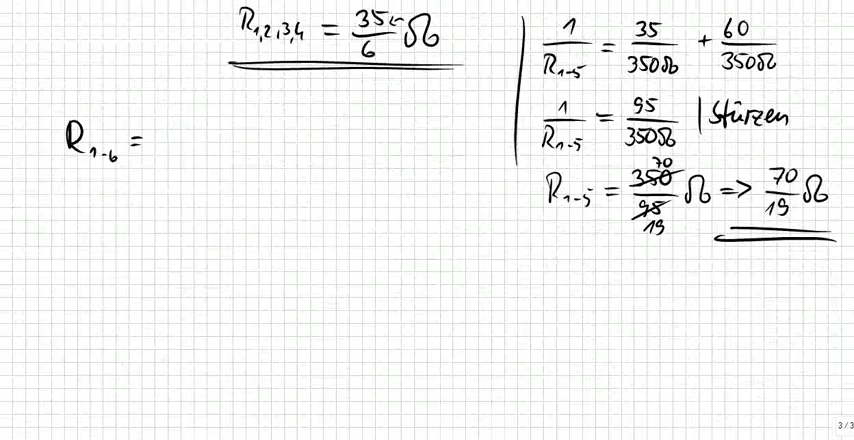 R1,2,3,4 = 35/6 Ω
R1-6 =
1/R1-5 = 35/350Ω + 60/350Ω
1/R1-5 = 95/350Ω | Stürzen
70
R1-5 = 350/95 Ω => 70/19 Ω
19
3/3